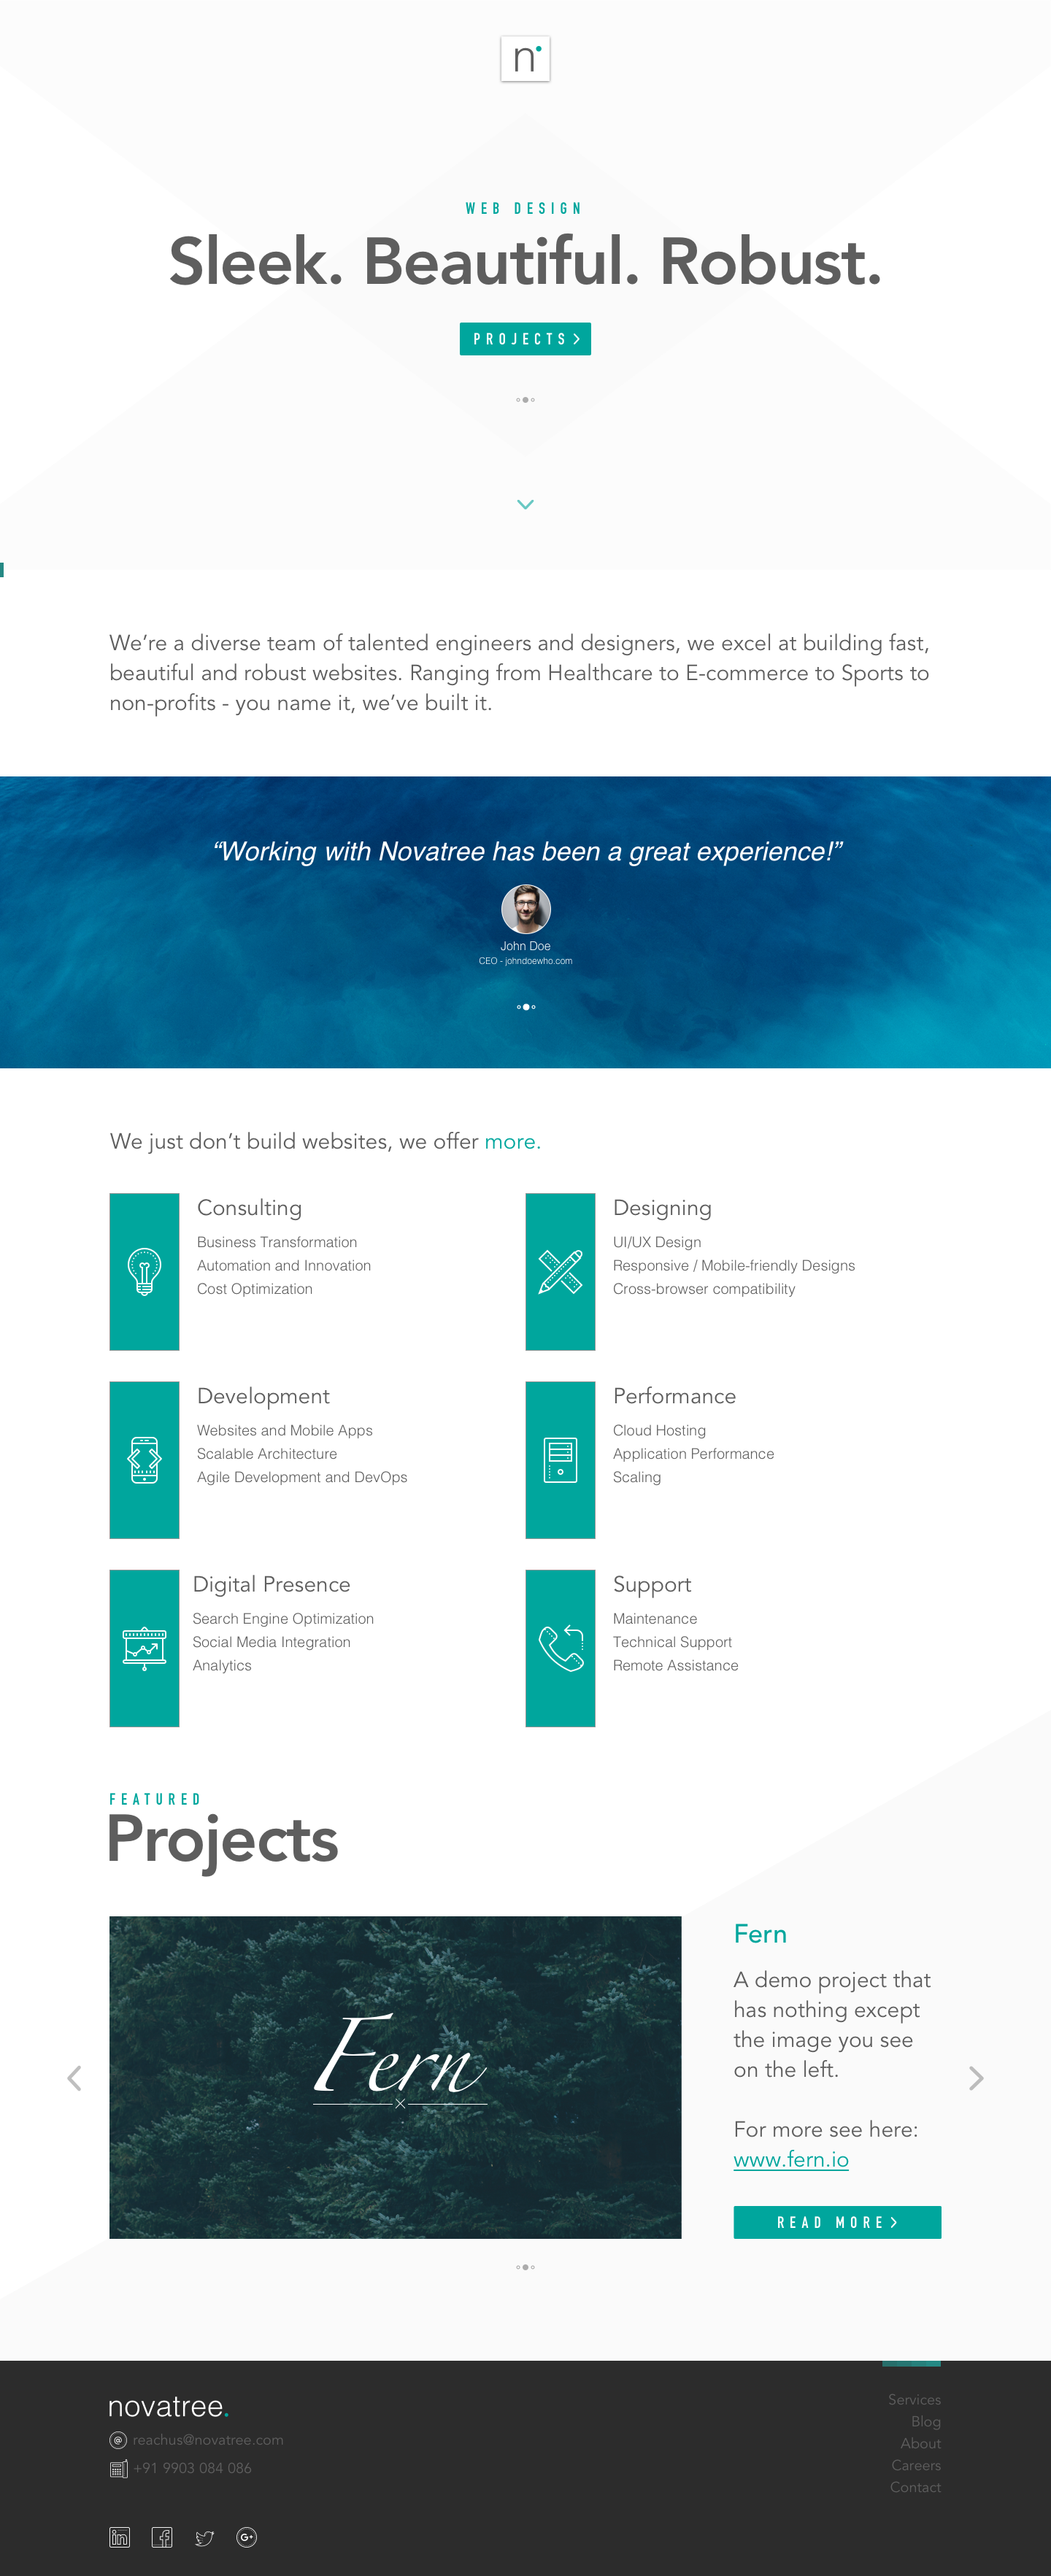 n
WEB DESIGN
Sleek. Beautiful. Robust.
PROJECTS
We’re a diverse team of talented engineers and designers, we excel at building fast,
beautiful and robust websites. Ranging from Healthcare to E-commerce to Sports to
non-profits - you name it, we’ve built it.
“Working with Novatree has been a great experience!”
John Doe
CEO - johndoewho.com
We just don’t build websites, we offer more.
Consulting
Business Transformation
Automation and Innovation
Cost Optimization
Designing
UI/UX Design
Responsive / Mobile-friendly Designs
Cross-browser compatibility
Development
Websites and Mobile Apps
Scalable Architecture
Agile Development and DevOps
Performance
Cloud Hosting
Application Performance
Scaling
Digital Presence
Search Engine Optimization
Social Media Integration
Analytics
Support
Maintenance
Technical Support
Remote Assistance
FEATURED
Projects
Fern
Fern
A demo project that
has nothing except
the image you see
on the left.
For more see here:
www.fern.io
READ MORE
novatree.
reachus@novatree.com
+91 9903 084 086
Services
Blog
About
Careers
Contact
in
f
G+